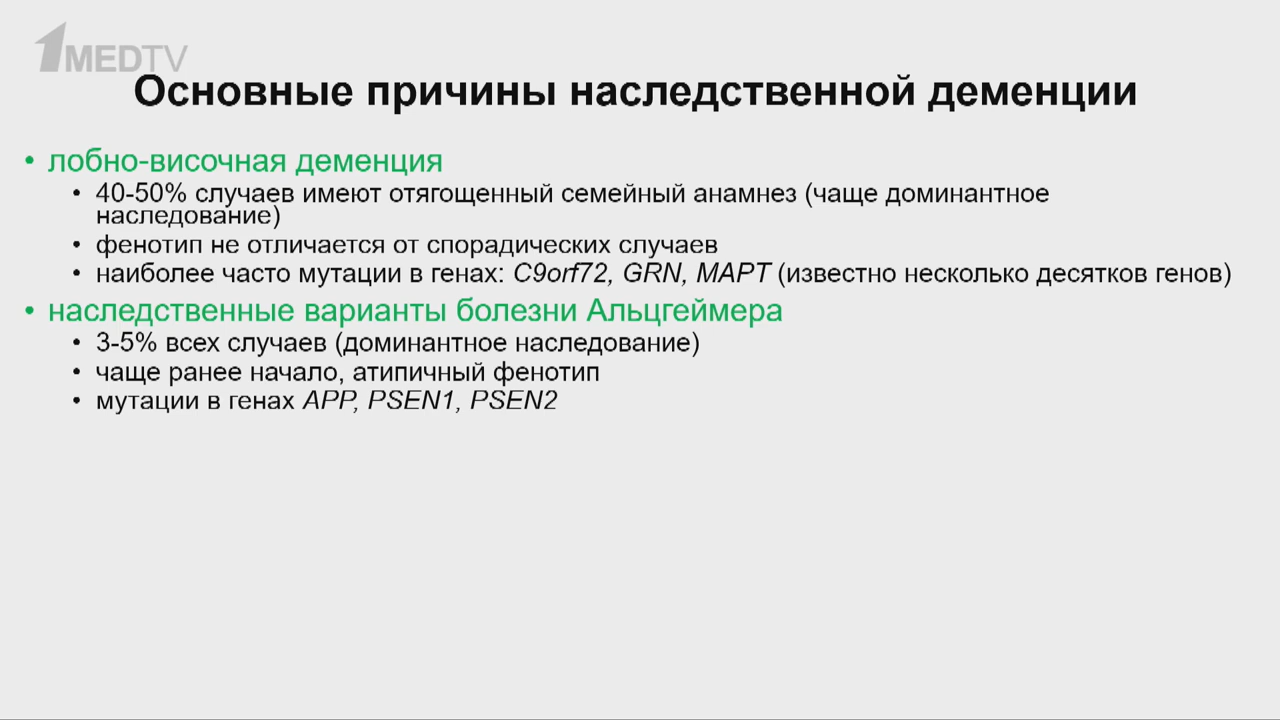 1MEDTV
Основные причины наследственной деменции
• лобно-височная деменция
• 40-50% случаев имеют отягощенный семейный анамнез (чаще доминантное
наследование)
• фенотип не отличается от спорадических случаев
• наиболее часто мутации в генах: C9orf72, GRN, MAPT (известно несколько десятков генов)
• наследственные варианты болезни Альцгеймера
• 3-5% всех случаев (доминантное наследование)
• чаще ранее начало, атипичный фенотип
• мутации в генах APP, PSEN1, PSEN2